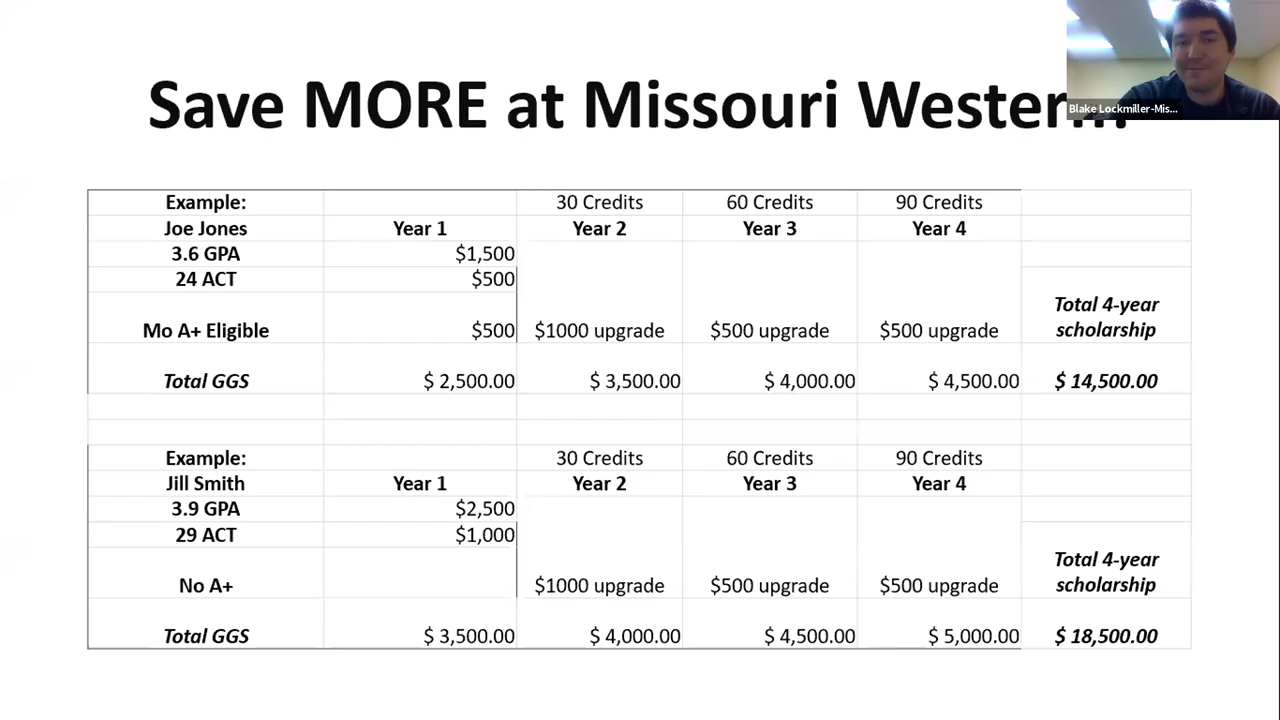 Save MORE at Missouri Western!
Blake Lockmiller-Mis...
Example: 30 Credits 60 Credits 90 Credits
Joe Jones Year 1 Year 2 Year 3 Year 4
3.6 GPA $1,500
24 ACT $500
Mo A+ Eligible $500 $1000 upgrade $500 upgrade $500 upgrade Total 4-year scholarship
Total GGS $ 2,500.00 $ 3,500.00 $ 4,000.00 $ 4,500.00 $ 14,500.00
Example: 30 Credits 60 Credits 90 Credits
Jill Smith Year 1 Year 2 Year 3 Year 4
3.9 GPA $2,500
29 ACT $1,000
No A+ $1000 upgrade $500 upgrade $500 upgrade Total 4-year scholarship
Total GGS $ 3,500.00 $ 4,000.00 $ 4,500.00 $ 5,000.00 $ 18,500.00